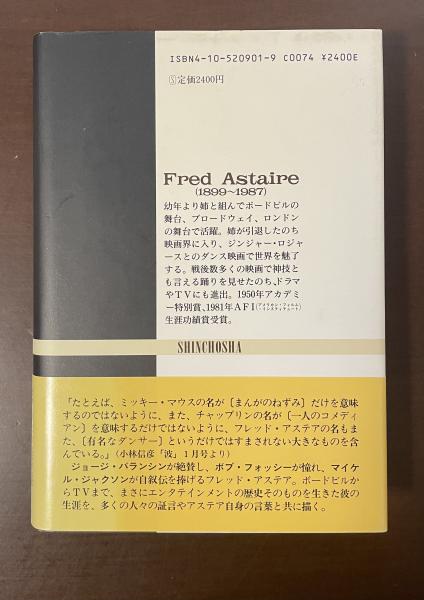 ISBN4-10-520901-9 C0074 ¥2400E
Ⓢ定価2400円
Fred Astaire
(1899〜1987)
幼年より姉と組んでボードビルの
舞台、ブロードウェイ、ロンドン
の舞台で活躍。姉が引退したのち
映画界に入り、ジンジャー・ロジャ
ースとのダンス映画で世界を魅了
する。戦後数多くの映画で神技と
も言える踊りを見せたのち、ドラマ
やTVにも進出。1950年アカデミ
ー特別賞、1981年AFI(アメリカン・フィルム・インスティテュート)
生涯功績賞受賞。
SHINCHOSHA
「たとえば、ミッキー・マウスの名が〔まんがのねずみ〕だけを意味
するのではないように、また、チャップリンの名が〔一人のコメディ
アン〕を意味するだけではないように、フレッド・アステアの名もま
た、〔有名なダンサー〕というだけではすまされない大きなものを含
んでいる。」(小林信彦「波」1月号より)
ジョージ・バランシンが絶賛し、ボブ・フォッシーが憧れ、マイケ
ル・ジャクソンが自叙伝を捧げるフレッド・アステア。ボードビルか
らTVまで、まさにエンタテインメントの歴史そのものを生きた彼の
生涯を、多くの人々の証言やアステア自身の言葉と共に描く。